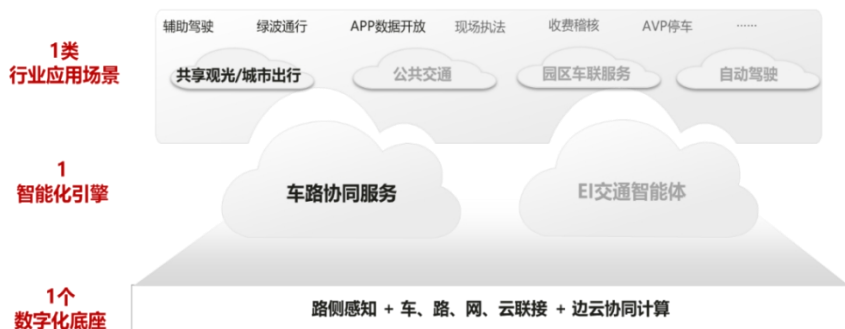 辅助驾驶 绿波通行 APP数据开放 现场执法 收费稽核 AVP停车 ······
1类
行业应用场景
共享观光/城市出行 公共交通 园区车联服务 自动驾驶
1
智能化引擎
车路协同服务 EI交通智能体
1个
数字化底座
路侧感知 + 车、路、网、云联接 + 边云协同计算